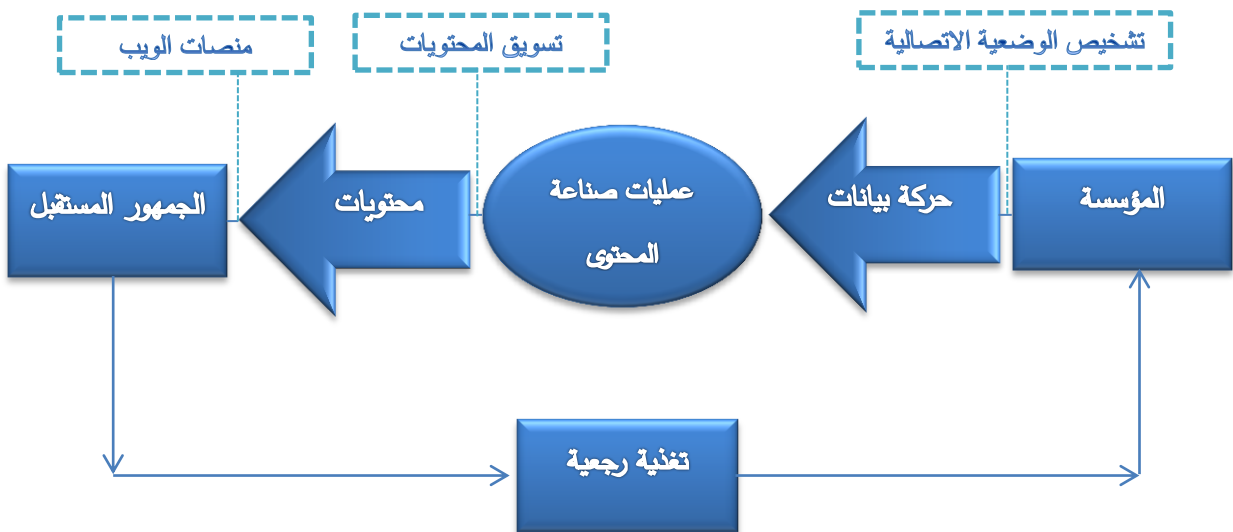 تشخيص الوضعية الاتصالية
تسويق المحتويات
منصات الويب
المؤسسة
حركة بيانات
عمليات صناعة
المحتوى
محتويات
الجمهور المستقبل
تغذية رجعية